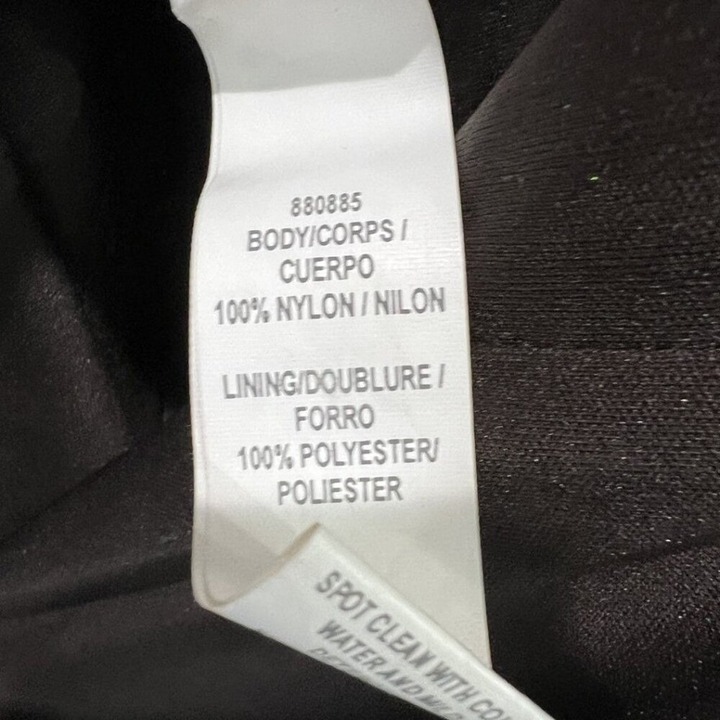 880885
BODY/CORPS /
CUERPO
100% NYLON / NILON
LINING/DOUBLURE /
FORRO
100% POLYESTER/
POLIESTER
SPOT CLEAN WITH
WATER AND